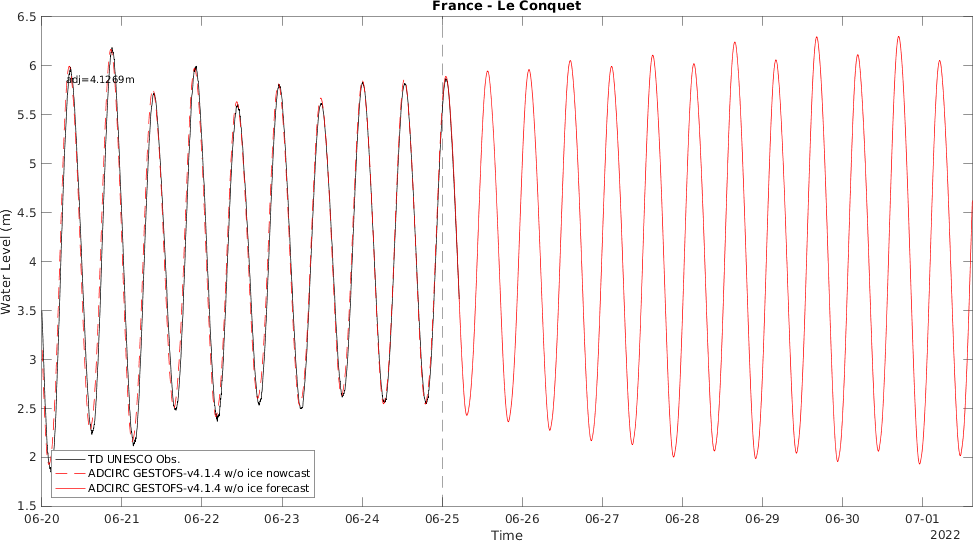 France - Le Conquet
6.5
6
adj=4.1269m
5.5
5
4.5
4
3.5
3
2.5
2
1.5
Water Level (m)
TD UNESCO Obs.
ADCIRC GESTOFS-v4.1.4 w/o ice nowcast
ADCIRC GESTOFS-v4.1.4 w/o ice forecast
06-20 06-21 06-22 06-23 06-24 06-25 06-26 06-27 06-28 06-29 06-30 07-01
2022
Time